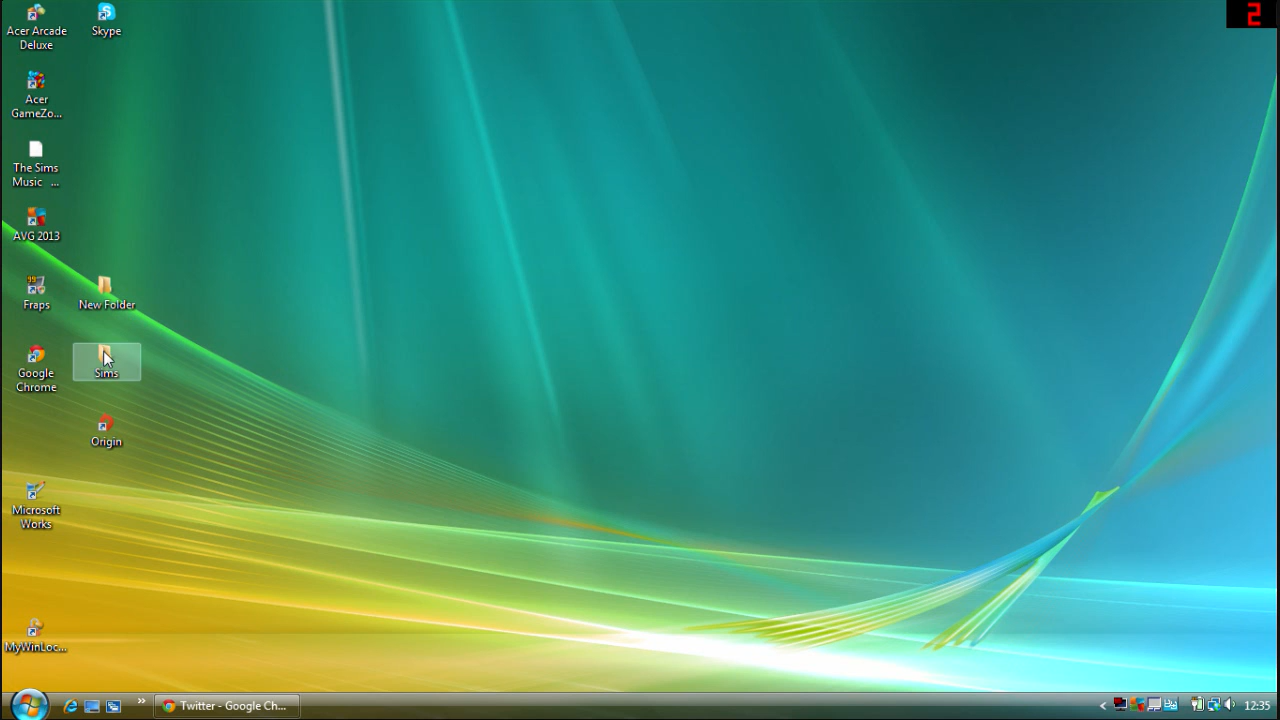 Acer Arcade
Deluxe
Skype
2
Acer
GameZo...
The Sims
Music ...
AVG 2013
Fraps
New Folder
Google
Chrome
Sims
Origin
Microsoft
Works
MyWinLoc...
Twitter - Google Ch...
12:35